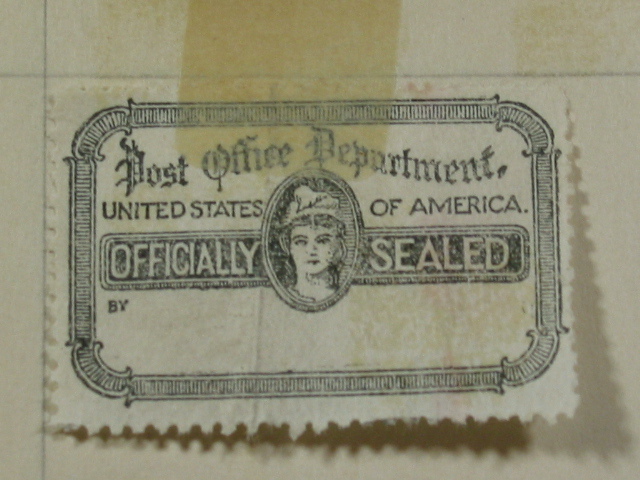 Post Office Department.
UNITED STATES OF AMERICA.
OFFICIALLY SEALED
BY